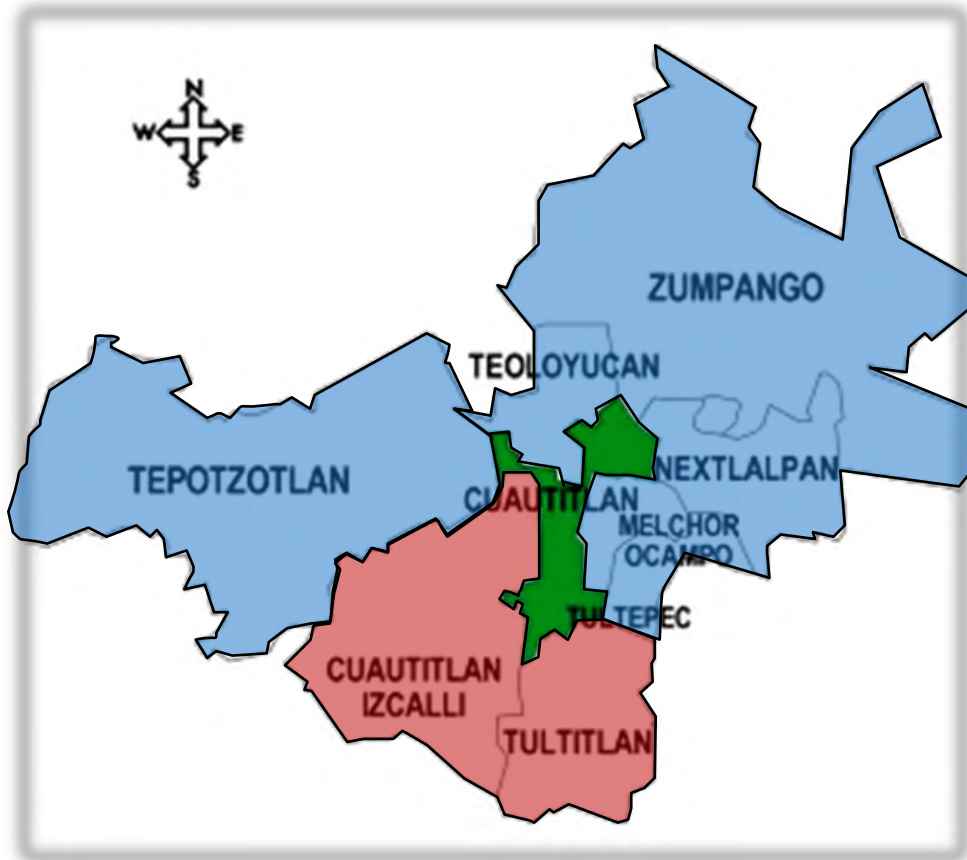 N
W E
S
ZUMPANGO
TEOLOYUCAN
TEPOTZOTLAN
NEXTLALPAN
CUAUTITLAN
MELCHOR
OCAMPO
TULTEPEC
CUAUTITLAN
IZCALLI
TULTITLAN